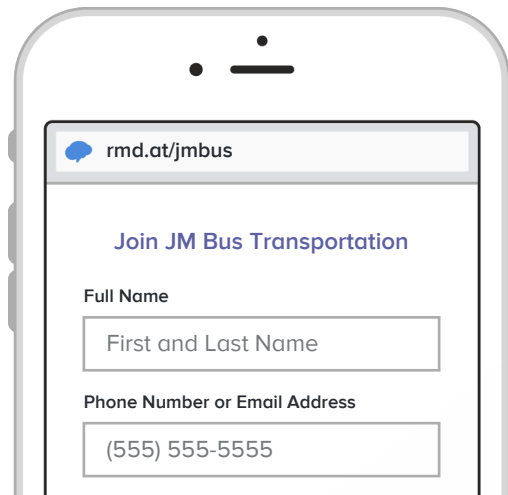 rmd.at/jmbus
Join JM Bus Transportation
Full Name
First and Last Name
Phone Number or Email Address
(555) 555-5555